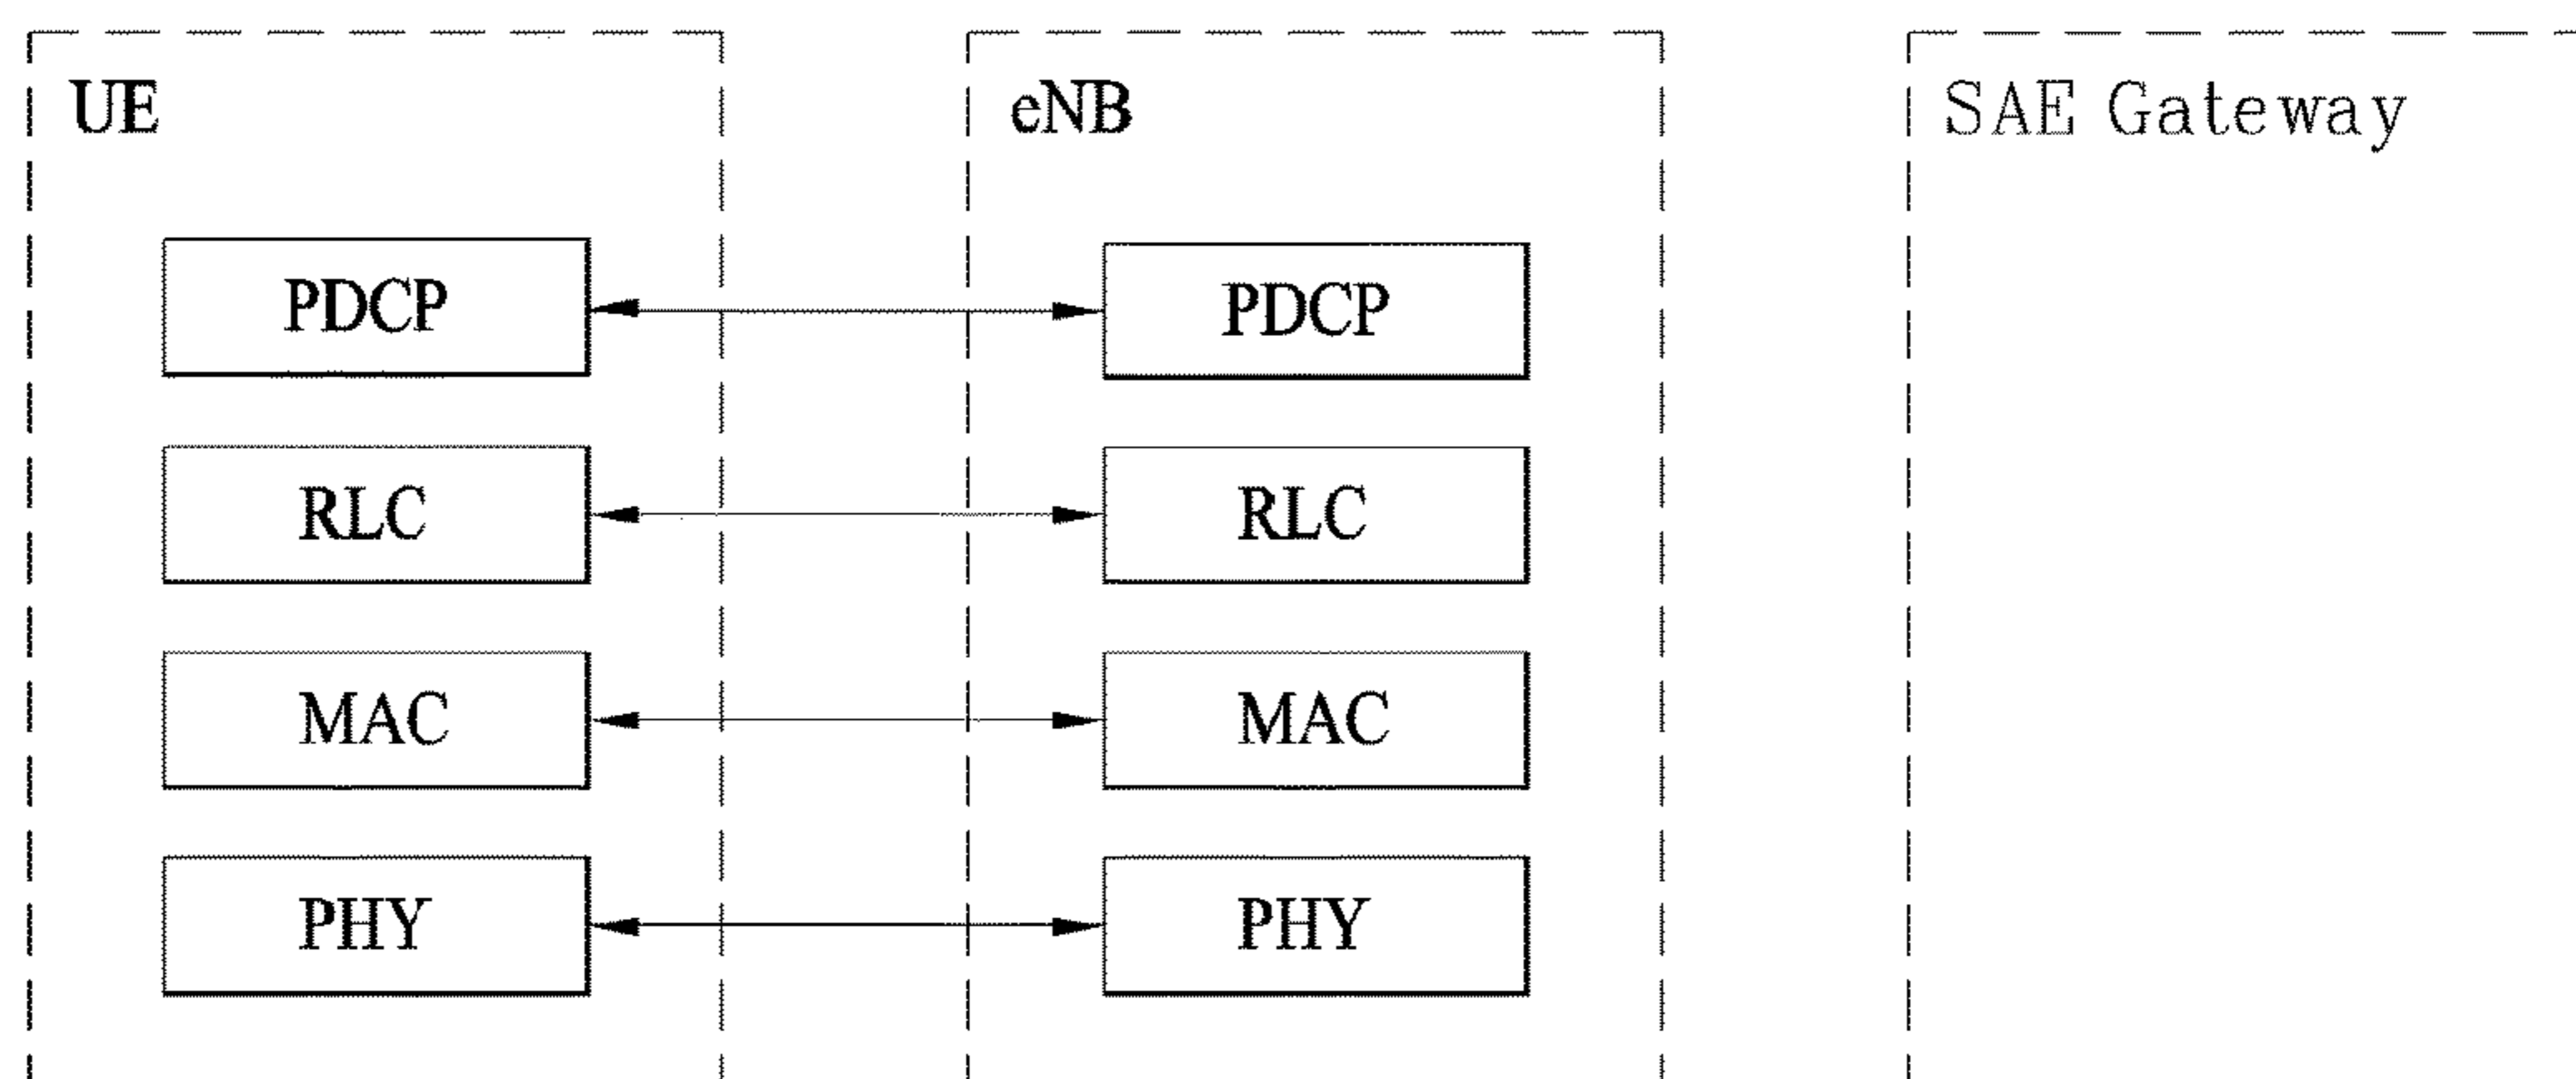 UE
eNB
SAE Gateway
PDCP
PDCP
RLC
RLC
MAC
MAC
PHY
PHY